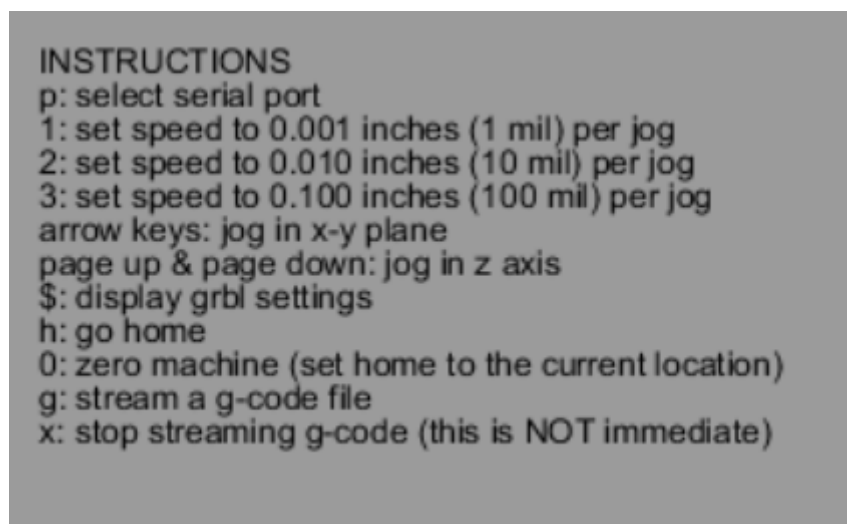 INSTRUCTIONS
p: select serial port
1: set speed to 0.001 inches (1 mil) per jog
2: set speed to 0.010 inches (10 mil) per jog
3: set speed to 0.100 inches (100 mil) per jog
arrow keys: jog in x-y plane
page up & page down: jog in z axis
$: display grbl settings
h: go home
0: zero machine (set home to the current location)
g: stream a g-code file
x: stop streaming g-code (this is NOT immediate)